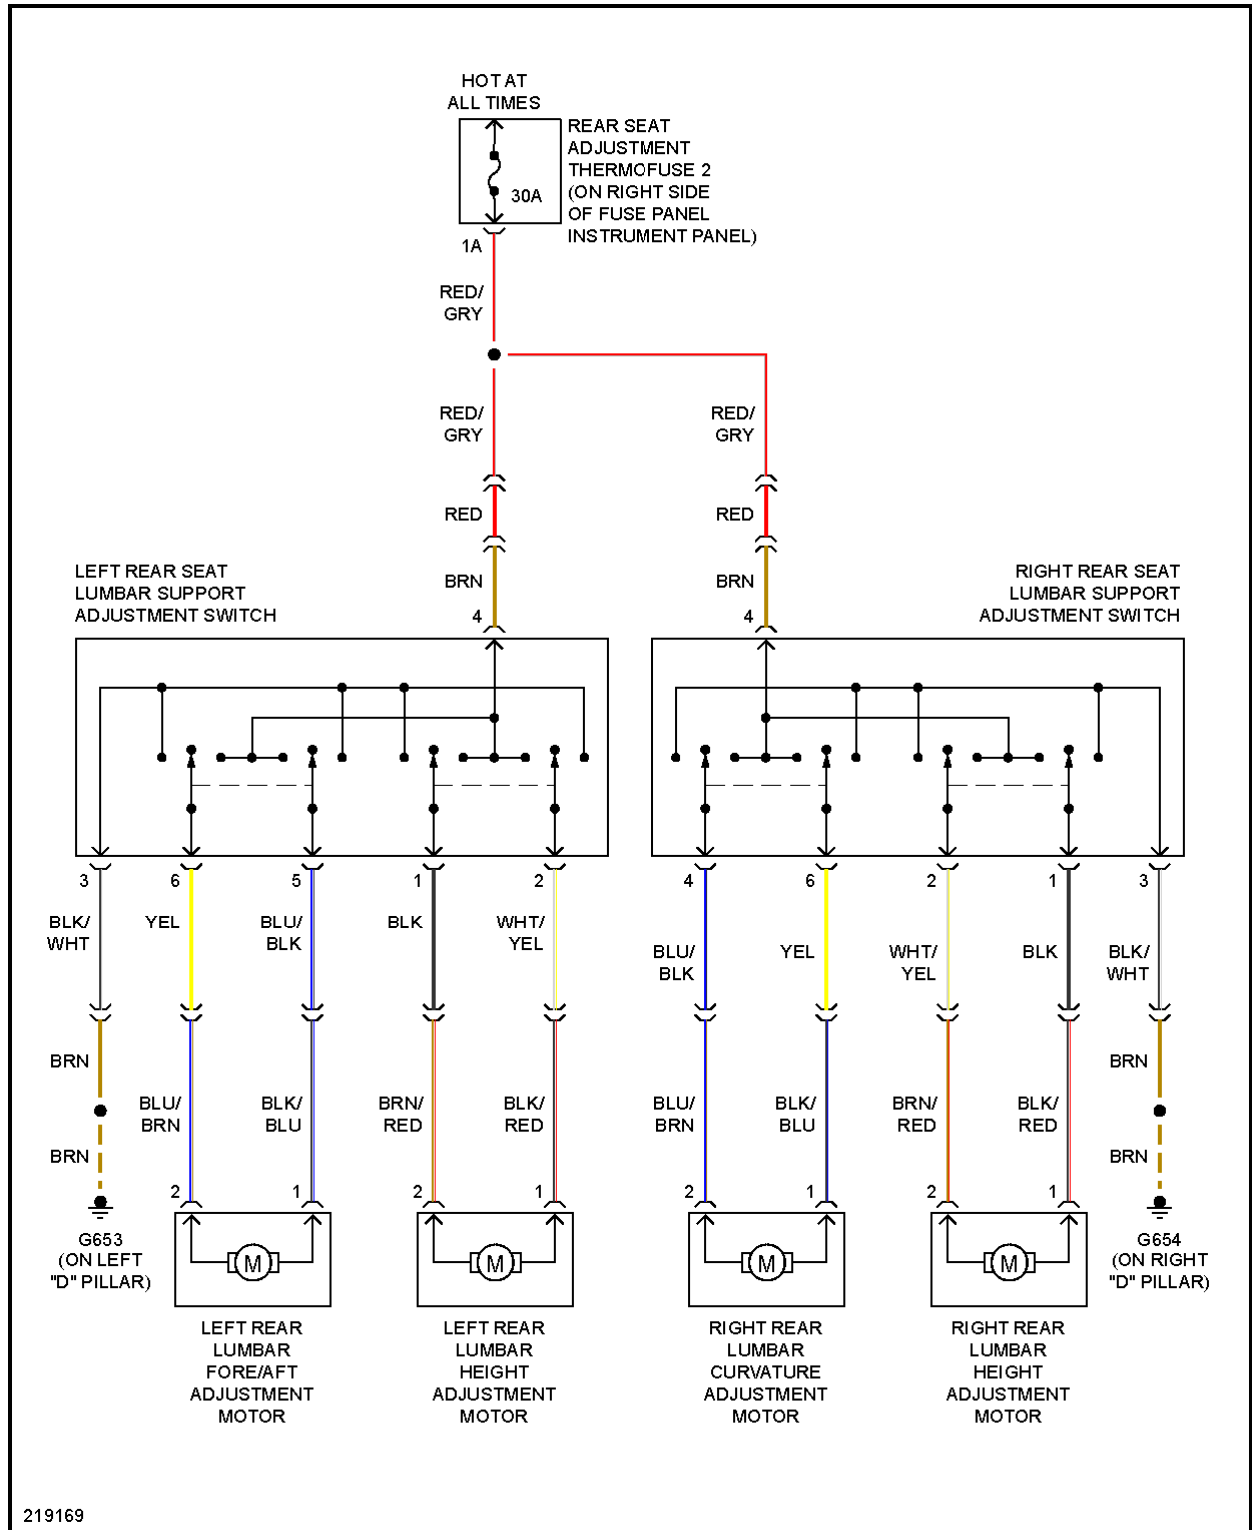 HOT AT
ALL TIMES
REAR SEAT
ADJUSTMENT
THERMOFUSE 2
(ON RIGHT SIDE
OF FUSE PANEL
INSTRUMENT PANEL)
30A
1A
RED/
GRY
RED/
GRY
RED/
GRY
RED
RED
BRN
BRN
4
4
LEFT REAR SEAT
LUMBAR SUPPORT
ADJUSTMENT SWITCH
RIGHT REAR SEAT
LUMBAR SUPPORT
ADJUSTMENT SWITCH
3
6
5
1
2
4
6
2
1
3
BLK/
WHT
YEL
BLU/
BLK
BLK
WHT/
YEL
BLU/
BLK
YEL
WHT/
YEL
BLK
BLK/
WHT
BRN
BLU/
BRN
BLK/
BLU
BRN/
RED
BLK/
RED
BLU/
BRN
BLK/
BLU
BRN/
RED
BLK/
RED
BRN
BRN
BRN
2
1
2
1
2
1
2
1
M
M
M
M
G653
(ON LEFT
"D" PILLAR)
G654
(ON RIGHT
"D" PILLAR)
LEFT REAR
LUMBAR
FORE/AFT
ADJUSTMENT
MOTOR
LEFT REAR
LUMBAR
HEIGHT
ADJUSTMENT
MOTOR
RIGHT REAR
LUMBAR
CURVATURE
ADJUSTMENT
MOTOR
RIGHT REAR
LUMBAR
HEIGHT
ADJUSTMENT
MOTOR
219169